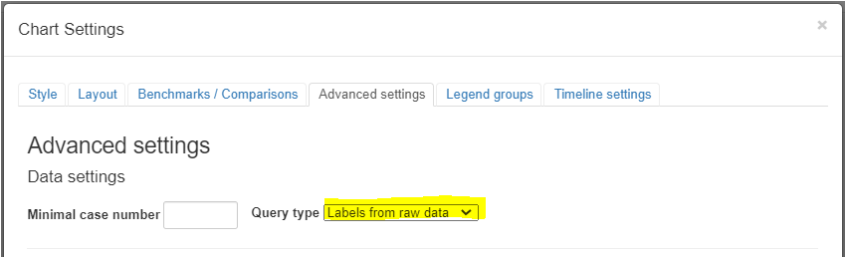 Chart Settings ×
Style Layout Benchmarks / Comparisons Advanced settings Legend groups Timeline settings
Advanced settings
Data settings
Minimal case number Query type Labels from raw data